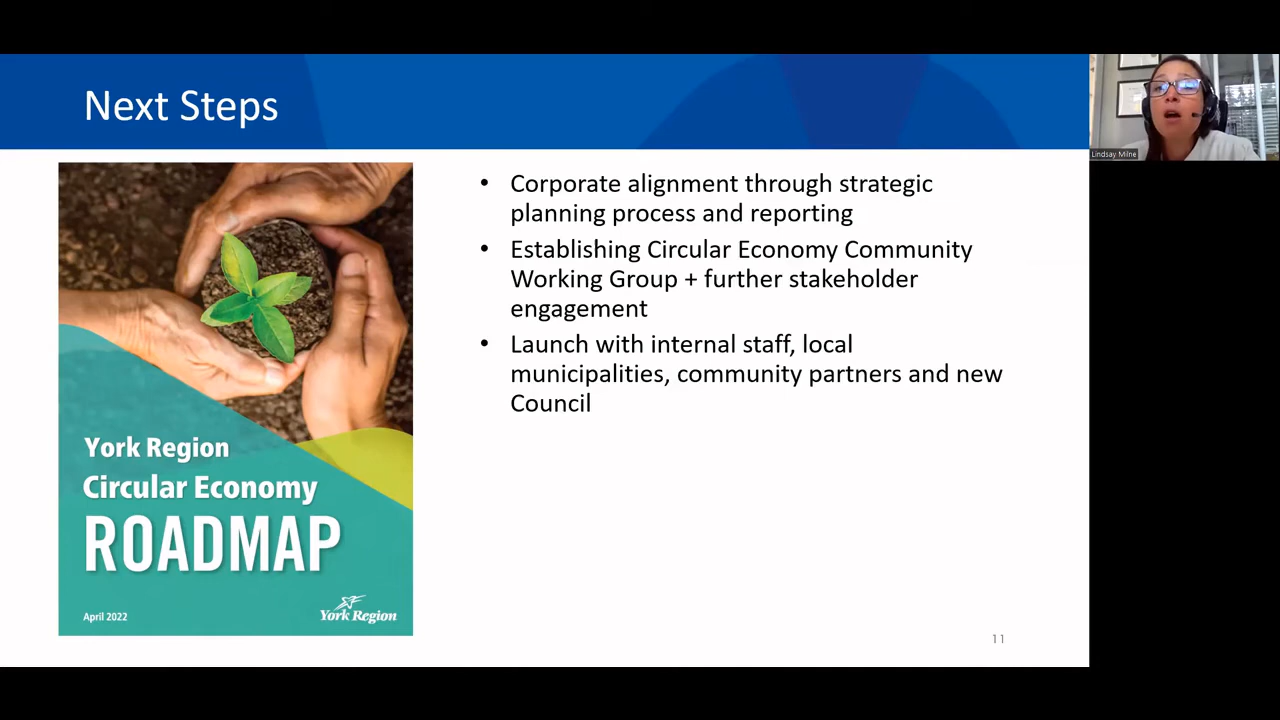 Next Steps
Lindsay Milne
• Corporate alignment through strategic
planning process and reporting
• Establishing Circular Economy Community
Working Group + further stakeholder
engagement
• Launch with internal staff, local
municipalities, community partners and new
Council
York Region
Circular Economy
ROADMAP
April 2022
York Region
11